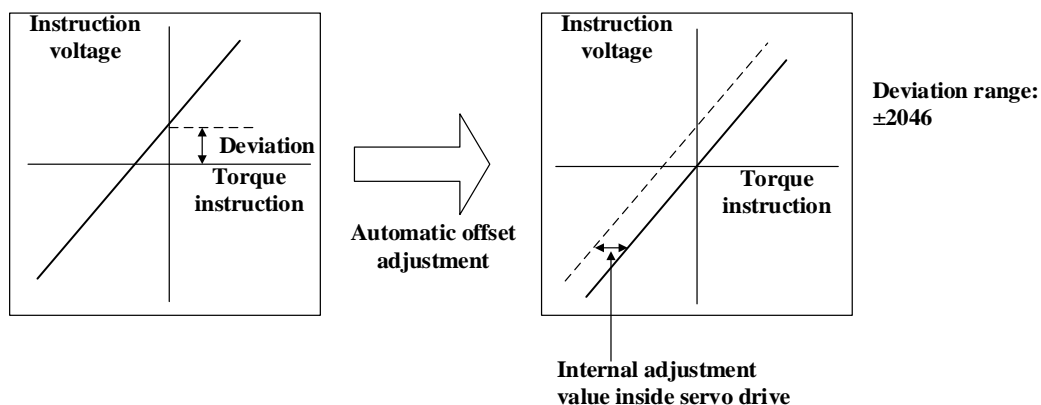 Instruction
voltage
Deviation
Torque
instruction
Automatic offset
adjustment
Instruction
voltage
Torque
instruction
Deviation range:
±2046
Internal adjustment
value inside servo drive